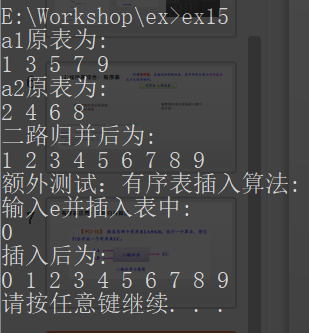 E:\Workshop\ex>ex15
a1原表为:
1 3 5 7 9
a2原表为:
2 4 6 8
二路归并后为:
1 2 3 4 5 6 7 8 9
额外测试：有序表插入算法:
输入e并插入表中:
0
插入后为:
0 1 2 3 4 5 6 7 8 9
请按任意键继续. . .